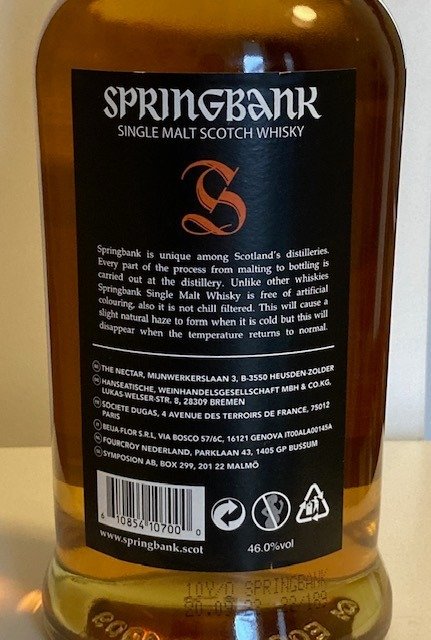 SPRINGBANK
SINGLE MALT SCOTCH WHISKY
S
Springbank is unique among Scotland's distilleries.
Every part of the process from malting to bottling is
carried out at the distillery. Unlike other whiskies
Springbank Single Malt Whisky is free of artificial
colouring, also it is not chill filtered. This will cause a
slight natural haze to form when it is cold but this will
disappear when the temperature returns to normal.
THE NECTAR, MIJNWERKERSLAAN 3, B-3550 HEUSDEN-ZOLDER
HANSEATISCHE, WEINHANDELSGESELLSCHAFT MBH & CO.KG,
LUKAS-WELSER-STR, 8, 28309 BREMEN
SOCIETE DUGAS, 4 AVENUE DES TERROIRS DE FRANCE, 75012
PARIS
BEIJA-FLOR S.R.L, VIA BOSCO 57/6C, 16121 GENOVA IT00ALA00145A
FOURCROY NEDERLAND, PARKLAAN 43, 1405 GP BUSSUM
SYMPOSION AB, BOX 299, 201 22 MALMÖ
6 10854 10700 0
www.springbank.scot
46.0%vol
10Y/O SPRINGBANK
22/189